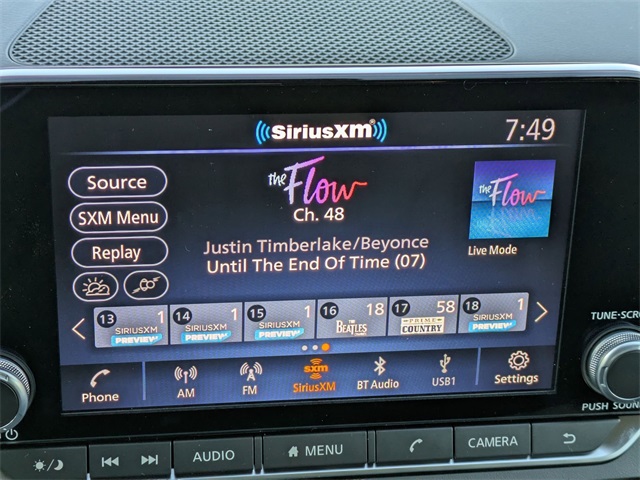 SiriusXM®
7:49
Source
SXM Menu
Replay
the Flow
Ch. 48
the Flow
Live Mode
Justin Timberlake/Beyonce
Until The End Of Time (07)
13 1 SIRIUSXM PREVIEW
14 1 SIRIUSXM PREVIEW
15 1 SIRIUSXM PREVIEW
16 18 THE BEATLES
17 58 PRIME COUNTRY
18 1 SIRIUSXM PREVIEW
Phone
AM
FM
sxm
SiriusXM
BT Audio
USB1
Settings
TUNE-SCRO
PUSH SOUN
AUDIO
MENU
CAMERA